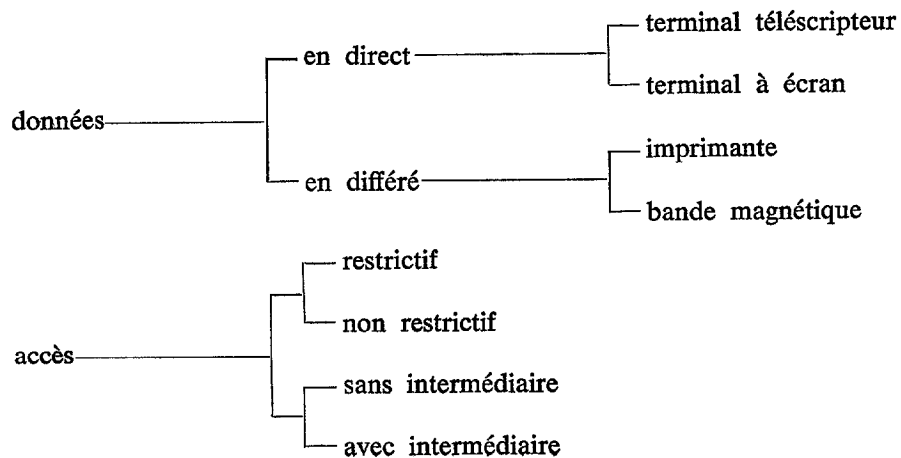 terminal téléscripteur
en direct
terminal à écran
données
imprimante
en différé
bande magnétique
restrictif
non restrictif
accès
sans intermédiaire
avec intermédiaire